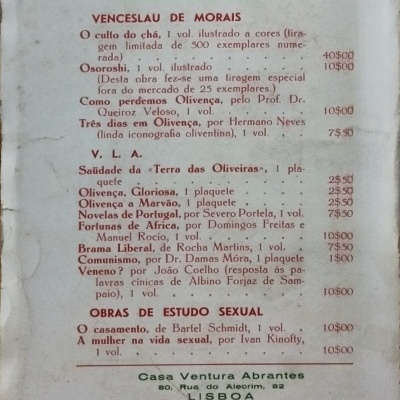 VENCESLAU DE MORAIS
O culto do chá, 1 vol. ilustrado a cores (tira-
gem limitada de 500 exemplares nume-
rada) . . . . . . . . . . 40$00
Osoroshi, 1 vol. ilustrado . . . . . 10$00
(Desta obra fez-se uma tiragem especial
fora do mercado de 25 exemplares.)
Como perdemos Olivença, pelo Prof. Dr.
Queiroz Veloso, 1 vol. . . . . . 10$00
Três dias em Olivença, por Hermano Neves
(linda iconografia oliventina), 1 vol. . . 7$50
V. L. A.
Saüdade da «Terra das Oliveiras», 1 pla-
quete . . . . . . . . . . 2$50
Olivença, Gloriosa, 1 plaquete . . . . 2$50
Olivença a Marvão, 1 plaquete . . . . 2$50
Novelas de Portugal, por Severo Portela, 1 vol. 7$50
Fortunas de Africa, por Domingos Freitas e
Manuel Rocio, 1 vol. . . . . . . 10$00
Brama Liberal, de Rocha Martins, 1 vol. . 7$50
Comunismo, por Dr. Damas Móra, 1 plaquete 1$00
Veneno? por João Coelho (resposta às pa-
lavras cínicas de Albino Forjaz de Sam-
paio), 1 vol. . . . . . . . . 10$00
OBRAS DE ESTUDO SEXUAL
O casamento, de Bartel Schmidt, 1 vol. . 10$00
A mulher na vida sexual, por Ivan Kinofty,
1 vol. . . . . . . . . . . 10$00
Casa Ventura Abrantes
80, Rua do Alecrim, 82
LISBOA